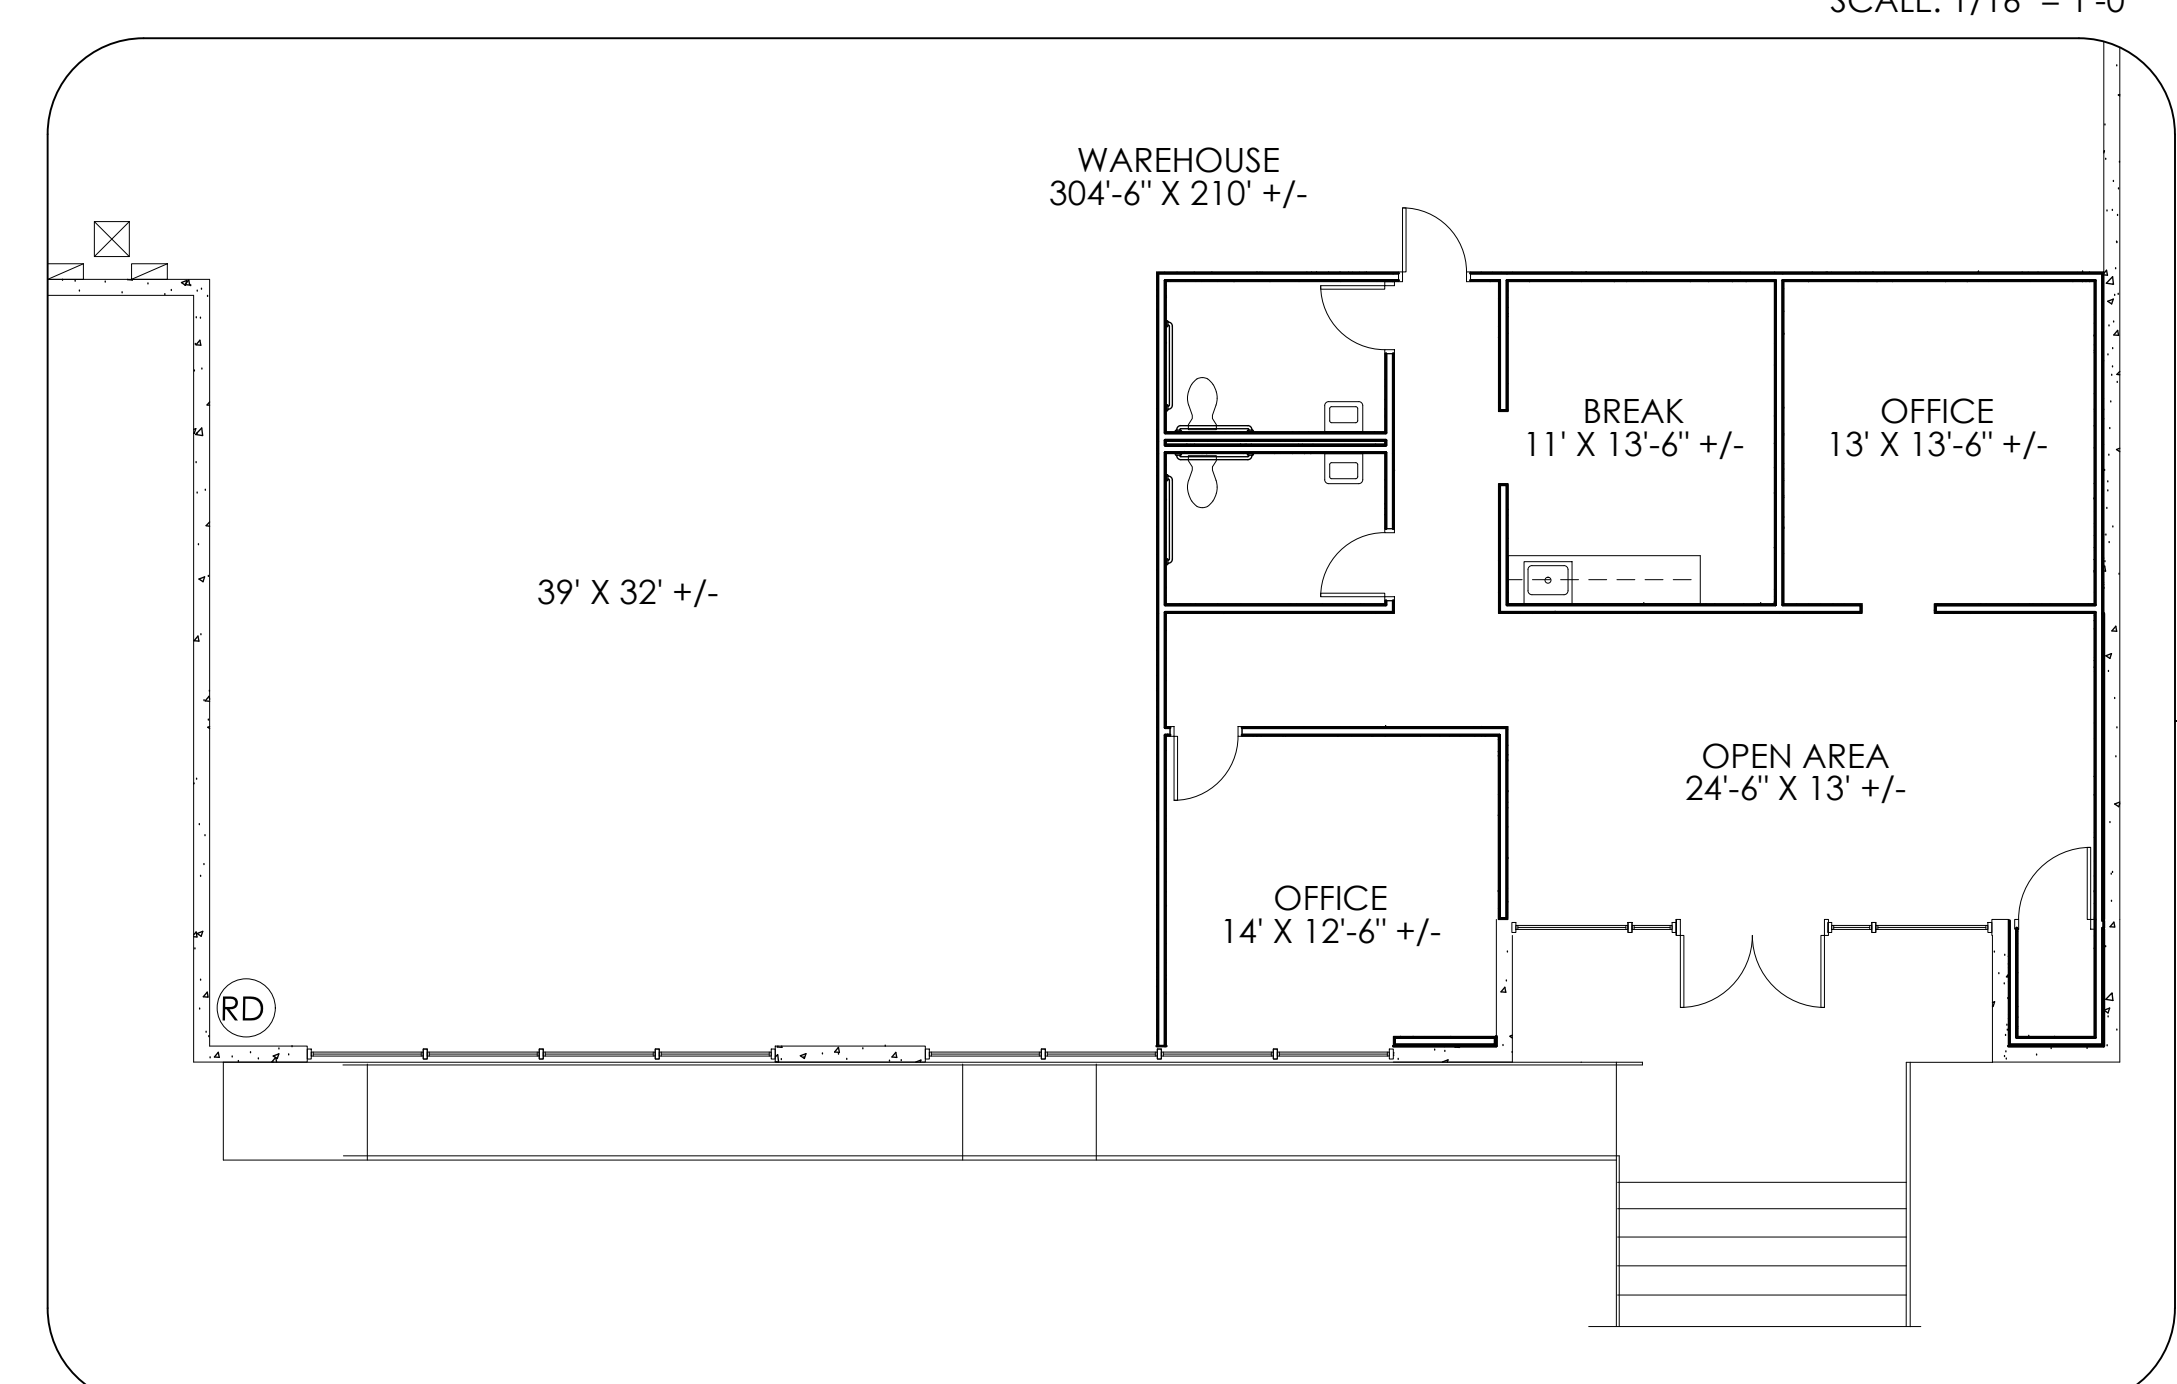 SCALE: 1/16" = 1'-0"
WAREHOUSE
304'-6" X 210' +/-
BREAK
11' X 13'-6" +/-
OFFICE
13' X 13'-6" +/-
39' X 32' +/-
OPEN AREA
24'-6" X 13' +/-
OFFICE
14' X 12'-6" +/-
RD